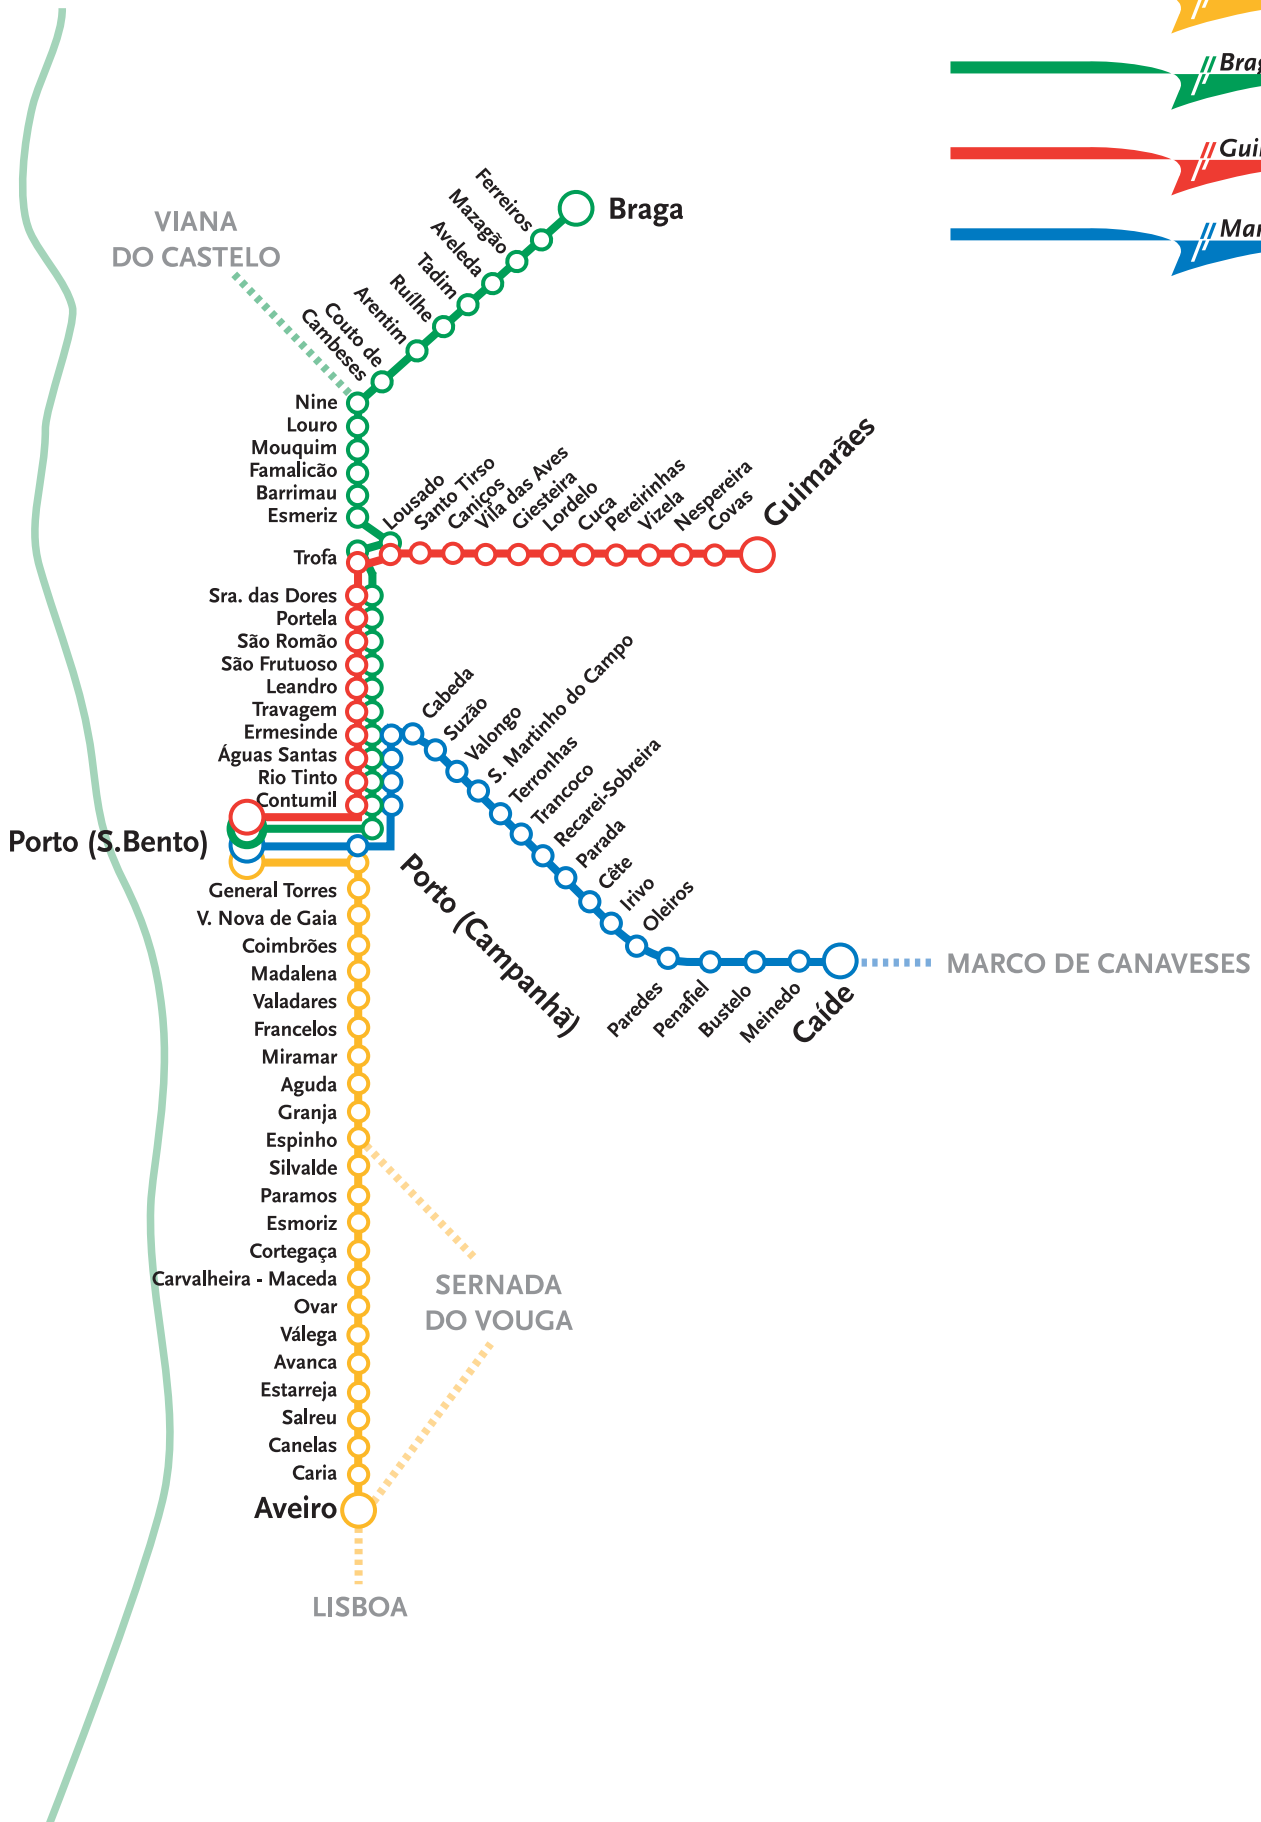 Ferreiros
Mazagão
Aveleda
Tadim
Ruílhe
Arentim
Couto de
Cambeses
Braga
VIANA
DO CASTELO
Nine
Louro
Mouquim
Famalicão
Barrimau
Esmeriz
Trofa
Lousado
Santo Tirso
Caniços
Vila das Aves
Giesteira
Lordelo
Cuca
Pereirinhas
Vizela
Nespereira
Covas
Guimarães
Sra. das Dores
Portela
São Romão
São Frutuoso
Leandro
Travagem
Ermesinde
Águas Santas
Rio Tinto
Contumil
Porto (S.Bento)
Porto (Campanhã)
Cabeda
Suzão
Valongo
S. Martinho do Campo
Terronhas
Trancoco
Recarei-Sobreira
Parada
Cête
Irivo
Oleiros
Paredes
Penafiel
Bustelo
Meinedo
Caíde
MARCO DE CANAVESES
General Torres
V. Nova de Gaia
Coimbrões
Madalena
Valadares
Francelos
Miramar
Aguda
Granja
Espinho
Silvalde
Paramos
Esmoriz
Cortegaça
Carvalheira - Maceda
Ovar
Válega
Avanca
Estarreja
Salreu
Canelas
Caria
Aveiro
SERNADA
DO VOUGA
LISBOA